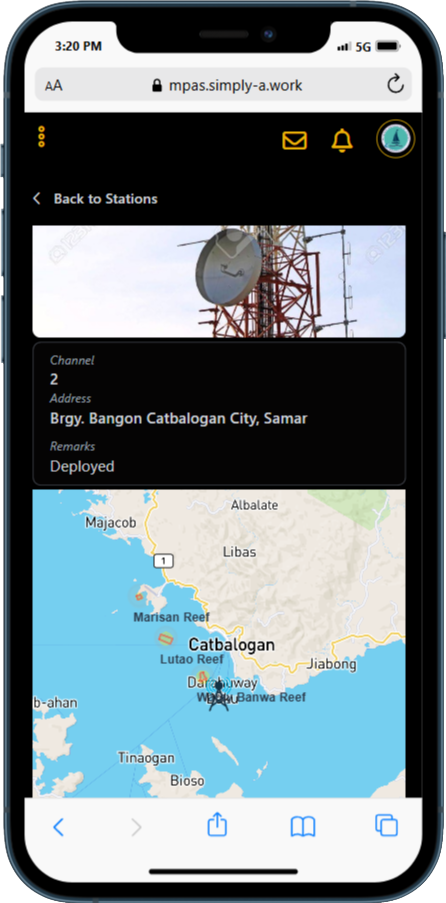 3:20 PM
5G
AA
mpas.simply-a.work
Back to Stations
Channel
2
Address
Brgy. Bangon Catbalogan City, Samar
Remarks
Deployed
Albalate
Majacob
Libas
1
Marisan Reef
Catbalogan
Lutao Reef
Jiabong
Banwa Reef
b-ahan
Tinaogan
Bioso